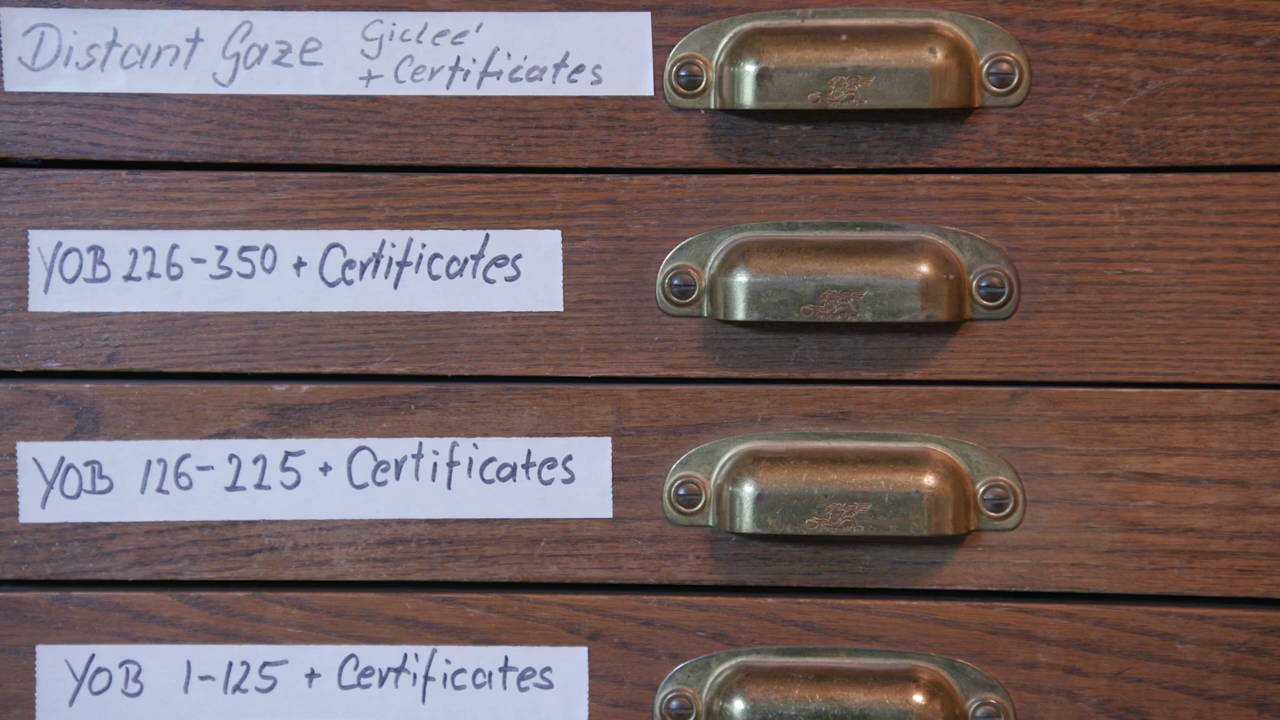 Distant Gaze Giclee'
+ Certificates
YOB 226-350 + Certificates
YOB 126-225 + Certificates
YOB 1-125 + Certificates